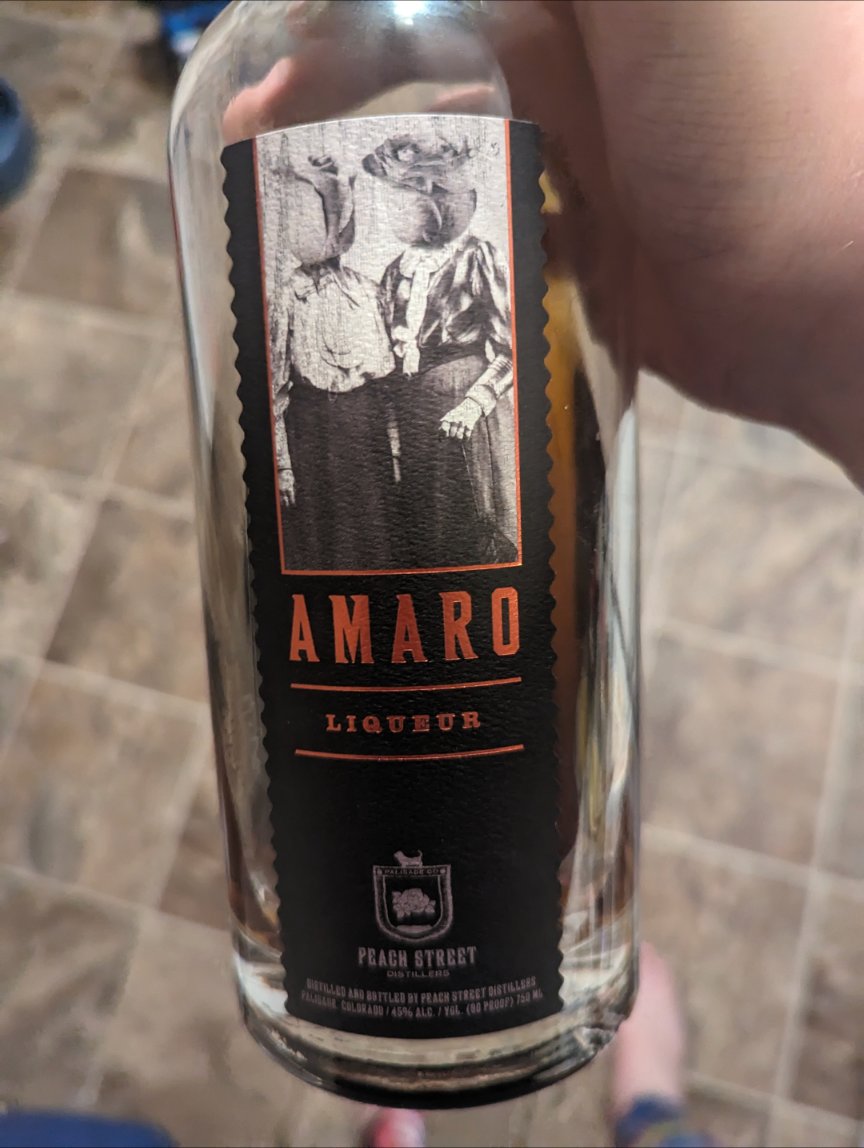 AMARO
LIQUEUR
PALISADE CO
PEACH STREET
DISTILLERS
DISTILLED AND BOTTLED BY PEACH STREET DISTILLERS
PALISADE, COLORADO / 45% ALC. / VOL. (90 PROOF) 750 ML